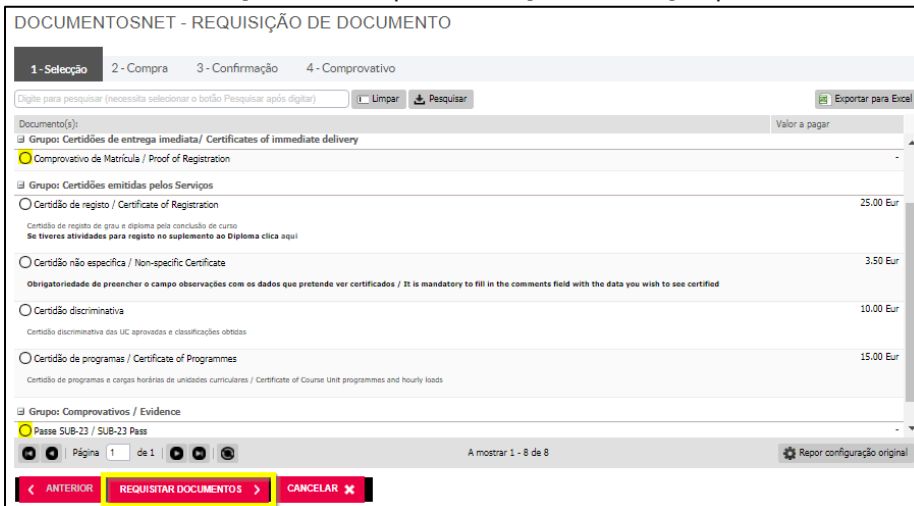 DOCUMENTOSNET - REQUISIÇÃO DE DOCUMENTO
1 - Selecção 2 - Compra 3 - Confirmação 4 - Comprovativo
Digite para pesquisar (necessita selecionar o botão Pesquisar após digitar) Limpar Pesquisar Exportar para Excel
Documento(s): Valor a pagar
Grupo: Certidões de entrega imediata/ Certificates of immediate delivery
Comprovativo de Matrícula / Proof of Registration -
Grupo: Certidões emitidas pelos Serviços
Certidão de registo / Certificate of Registration 25.00 Eur
Certidão de registo de grau e diploma pela conclusão de curso
Se tiveres atividades para registo no suplemento ao Diploma clica aqui
Certidão não especifica / Non-specific Certificate 3.50 Eur
Obrigatoriedade de preencher o campo observações com os dados que pretende ver certificados / It is mandatory to fill in the comments field with the data you wish to see certified
Certidão discriminativa 10.00 Eur
Certidão discriminativa das UC aprovadas e classificações obtidas
Certidão de programas / Certificate of Programmes 15.00 Eur
Certidão de programas e cargas horárias de unidades curriculares / Certificate of Course Unit programmes and hourly loads
Grupo: Comprovativos / Evidence
Passe SUB-23 / SUB-23 Pass -
Página 1 de 1 A mostrar 1 - 8 de 8 Repor configuração original
ANTERIOR REQUISITAR DOCUMENTOS CANCELAR